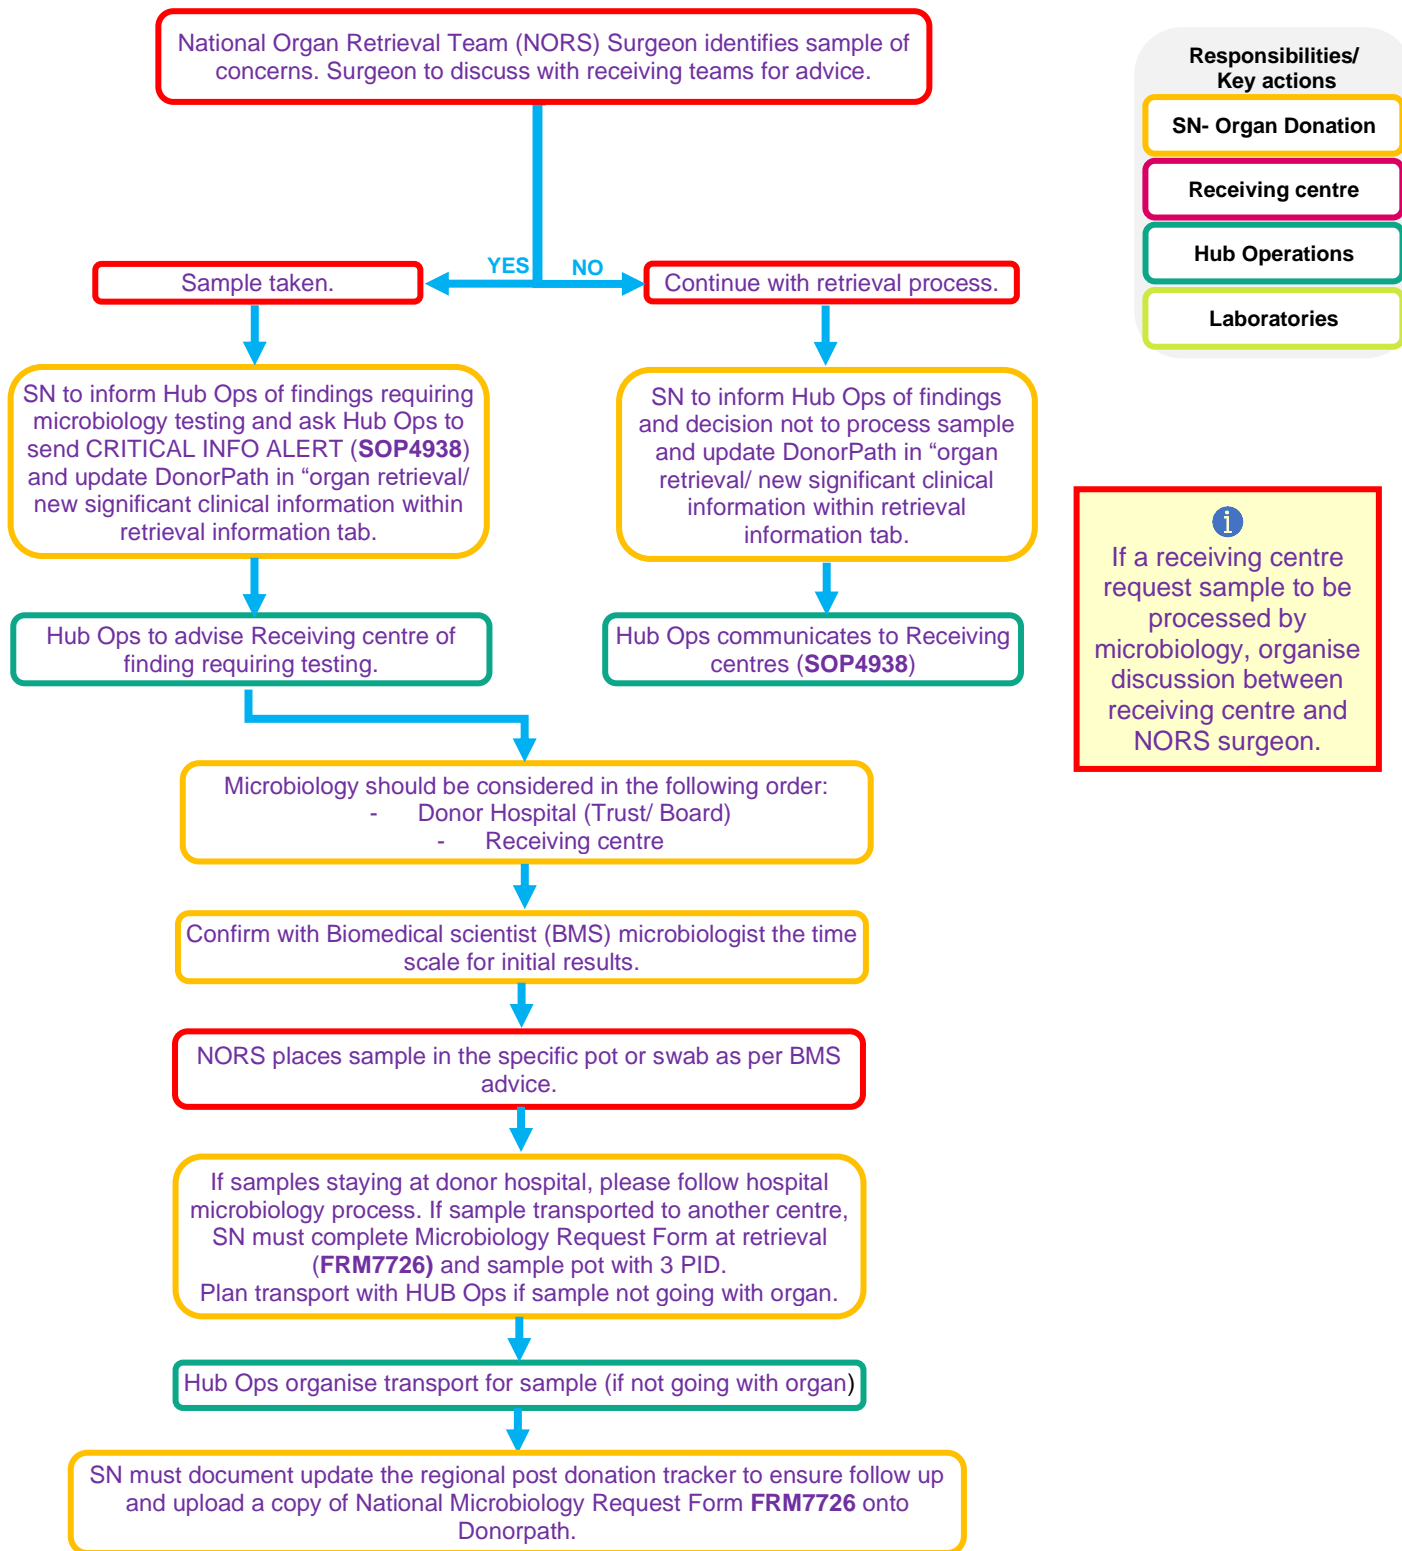 National Organ Retrieval Team (NORS) Surgeon identifies sample of
concerns. Surgeon to discuss with receiving teams for advice.
Responsibilities/
Key actions
SN- Organ Donation
Receiving centre
Hub Operations
Laboratories
YES
NO
Sample taken.
Continue with retrieval process.
SN to inform Hub Ops of findings requiring
microbiology testing and ask Hub Ops to
send CRITICAL INFO ALERT (SOP4938)
and update DonorPath in “organ retrieval/
new significant clinical information within
retrieval information tab.
SN to inform Hub Ops of findings
and decision not to process sample
and update DonorPath in “organ
retrieval/ new significant clinical
information within retrieval
information tab.
Hub Ops to advise Receiving centre of
finding requiring testing.
Hub Ops communicates to Receiving
centres (SOP4938)
i
If a receiving centre
request sample to be
processed by
microbiology, organise
discussion between
receiving centre and
NORS surgeon.
Microbiology should be considered in the following order:
- Donor Hospital (Trust/ Board)
- Receiving centre
Confirm with Biomedical scientist (BMS) microbiologist the time
scale for initial results.
NORS places sample in the specific pot or swab as per BMS
advice.
If samples staying at donor hospital, please follow hospital
microbiology process. If sample transported to another centre,
SN must complete Microbiology Request Form at retrieval
(FRM7726) and sample pot with 3 PID.
Plan transport with HUB Ops if sample not going with organ.
Hub Ops organise transport for sample (if not going with organ)
SN must document update the regional post donation tracker to ensure follow up
and upload a copy of National Microbiology Request Form FRM7726 onto
Donorpath.